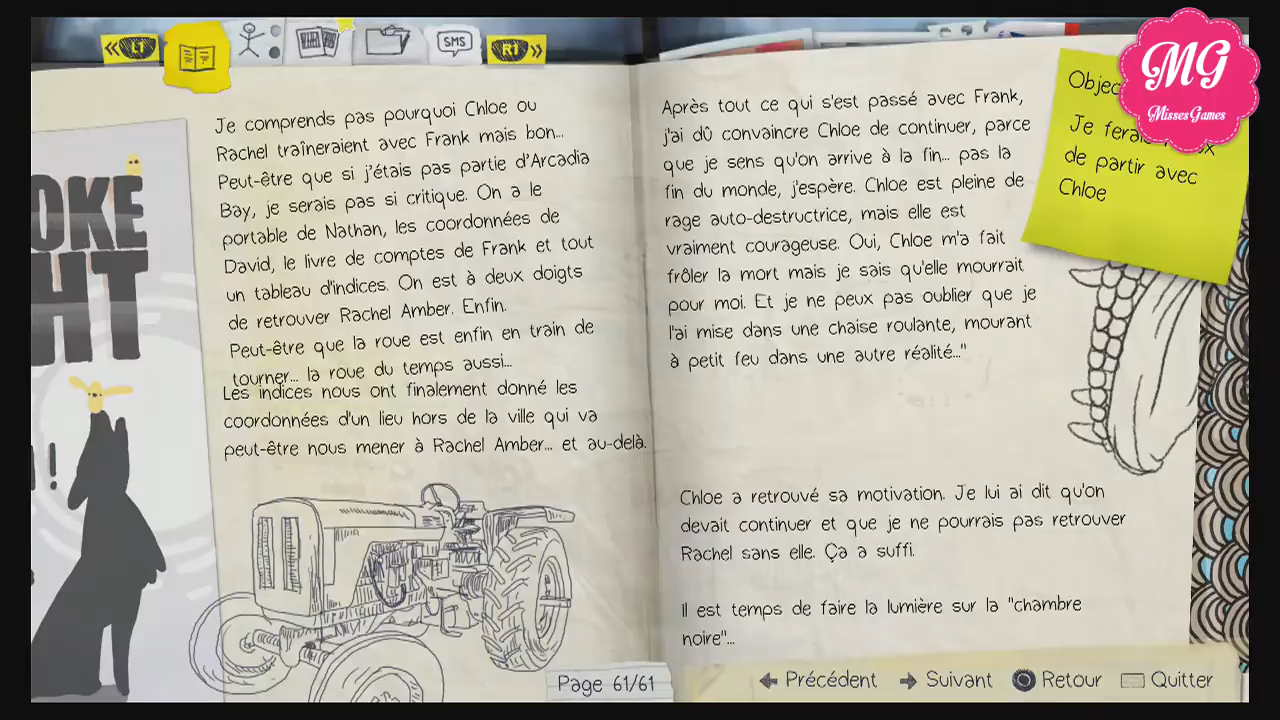 L1
SMS
R1
MG
MissesGames
OKE
HT
!
Je comprends pas pourquoi Chloe ou
Rachel traîneraient avec Frank mais bon...
Peut-être que si j'étais pas partie d'Arcadia
Bay, je serais pas si critique. On a le
portable de Nathan, les coordonnées de
David, le livre de comptes de Frank et tout
un tableau d'indices. On est à deux doigts
de retrouver Rachel Amber. Enfin.
Peut-être que la roue est enfin en train de
tourner... la roue du temps aussi...
Les indices nous ont finalement donné les
coordonnées d'un lieu hors de la ville qui va
peut-être nous mener à Rachel Amber... et au-delà.
Après tout ce qui s'est passé avec Frank,
j'ai dû convaincre Chloe de continuer, parce
que je sens qu'on arrive à la fin... pas la
fin du monde, j'espère. Chloe est pleine de
rage auto-destructrice, mais elle est
vraiment courageuse. Oui, Chloe m'a fait
frôler la mort mais je sais qu'elle mourrait
pour moi. Et je ne peux pas oublier que je
l'ai mise dans une chaise roulante, mourant
à petit feu dans une autre réalité..."
Chloe a retrouvé sa motivation. Je lui ai dit qu'on
devait continuer et que je ne pourrais pas retrouver
Rachel sans elle. Ça a suffi.
Il est temps de faire la lumière sur la "chambre
noire"...
Objec
Je ferai
de partir avec
Chloe
Page 61/61
Précédent Suivant Retour Quitter